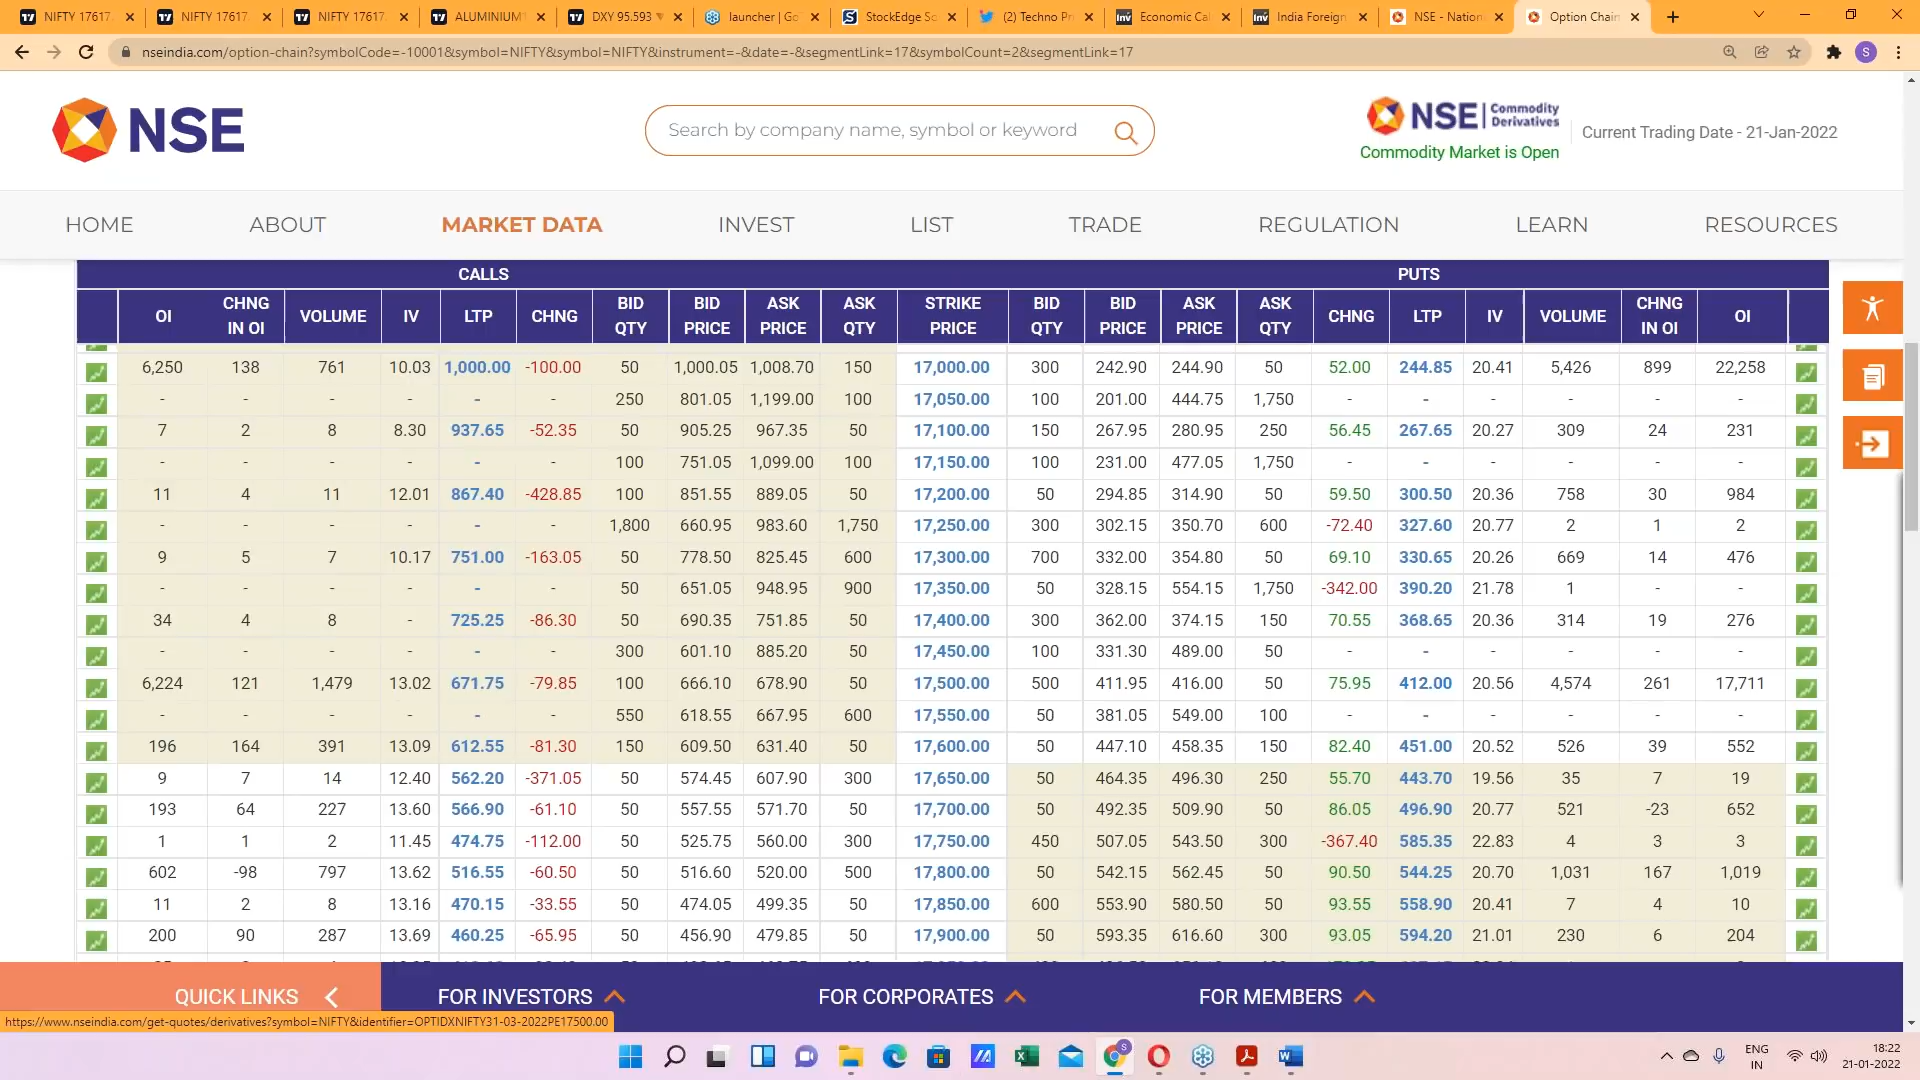 NIFTY 17617.
NIFTY 17617.
NIFTY 17617.
ALUMINIUM
DXY 95.593
launcher | Go
StockEdge Sc
(2) Techno Pr
Economic Cal
India Foreign
NSE - Nation
Option Chain
nseindia.com/option-chain?symbolCode=-10001&symbol=NIFTY&symbol=NIFTY&instrument=-&date=-&segmentLink=17&symbolCount=2&segmentLink=17
S
NSE
Search by company name, symbol or keyword
NSE Commodity Derivatives
Commodity Market is Open
Current Trading Date - 21-Jan-2022
HOME ABOUT MARKET DATA INVEST LIST TRADE REGULATION LEARN RESOURCES
CALLS PUTS
OI CHNG IN OI VOLUME IV LTP CHNG BID QTY BID PRICE ASK PRICE ASK QTY STRIKE PRICE BID QTY BID PRICE ASK PRICE ASK QTY CHNG LTP IV VOLUME CHNG IN OI OI
6,250 138 761 10.03 1,000.00 -100.00 50 1,000.05 1,008.70 150 17,000.00 300 242.90 244.90 50 52.00 244.85 20.41 5,426 899 22,258
- - - - - - 250 801.05 1,199.00 100 17,050.00 100 201.00 444.75 1,750 - - - - - -
7 2 8 8.30 937.65 -52.35 50 905.25 967.35 50 17,100.00 150 267.95 280.95 250 56.45 267.65 20.27 309 24 231
- - - - - - 100 751.05 1,099.00 100 17,150.00 100 231.00 477.05 1,750 - - - - - -
11 4 11 12.01 867.40 -428.85 100 851.55 889.05 50 17,200.00 50 294.85 314.90 50 59.50 300.50 20.36 758 30 984
- - - - - - 1,800 660.95 983.60 1,750 17,250.00 300 302.15 350.70 600 -72.40 327.60 20.77 2 1 2
9 5 7 10.17 751.00 -163.05 50 778.50 825.45 600 17,300.00 700 332.00 354.80 50 69.10 330.65 20.26 669 14 476
- - - - - - 50 651.05 948.95 900 17,350.00 50 328.15 554.15 1,750 -342.00 390.20 21.78 1 - -
34 4 8 - 725.25 -86.30 50 690.35 751.85 50 17,400.00 300 362.00 374.15 150 70.55 368.65 20.36 314 19 276
- - - - - - 300 601.10 885.20 50 17,450.00 100 331.30 489.00 50 - - - - - -
6,224 121 1,479 13.02 671.75 -79.85 100 666.10 678.90 50 17,500.00 500 411.95 416.00 50 75.95 412.00 20.56 4,574 261 17,711
- - - - - - 550 618.55 667.95 600 17,550.00 50 381.05 549.00 100 - - - - - -
196 164 391 13.09 612.55 -81.30 150 609.50 631.40 50 17,600.00 50 447.10 458.35 150 82.40 451.00 20.52 526 39 552
9 7 14 12.40 562.20 -371.05 50 574.45 607.90 300 17,650.00 50 464.35 496.30 250 55.70 443.70 19.56 35 7 19
193 64 227 13.60 566.90 -61.10 50 557.55 571.70 50 17,700.00 50 492.35 509.90 50 86.05 496.90 20.77 521 -23 652
1 1 2 11.45 474.75 -112.00 50 525.75 560.00 300 17,750.00 450 507.05 543.50 300 -367.40 585.35 22.83 4 3 3
602 -98 797 13.62 516.55 -60.50 50 516.60 520.00 500 17,800.00 50 542.15 562.45 50 90.50 544.25 20.70 1,031 167 1,019
11 2 8 13.16 470.15 -33.55 50 474.05 499.35 50 17,850.00 600 553.90 580.50 50 93.55 558.90 20.41 7 4 10
200 90 287 13.69 460.25 -65.95 50 456.90 479.85 50 17,900.00 50 593.35 616.60 300 93.05 594.20 21.01 230 6 204
QUICK LINKS FOR INVESTORS FOR CORPORATES FOR MEMBERS
https://www.nseindia.com/get-quotes/derivatives?symbol=NIFTY&identifier=OPTIDXNIFTY31-03-2022PE17500.00
S
ENG
IN
18:22
21-01-2022